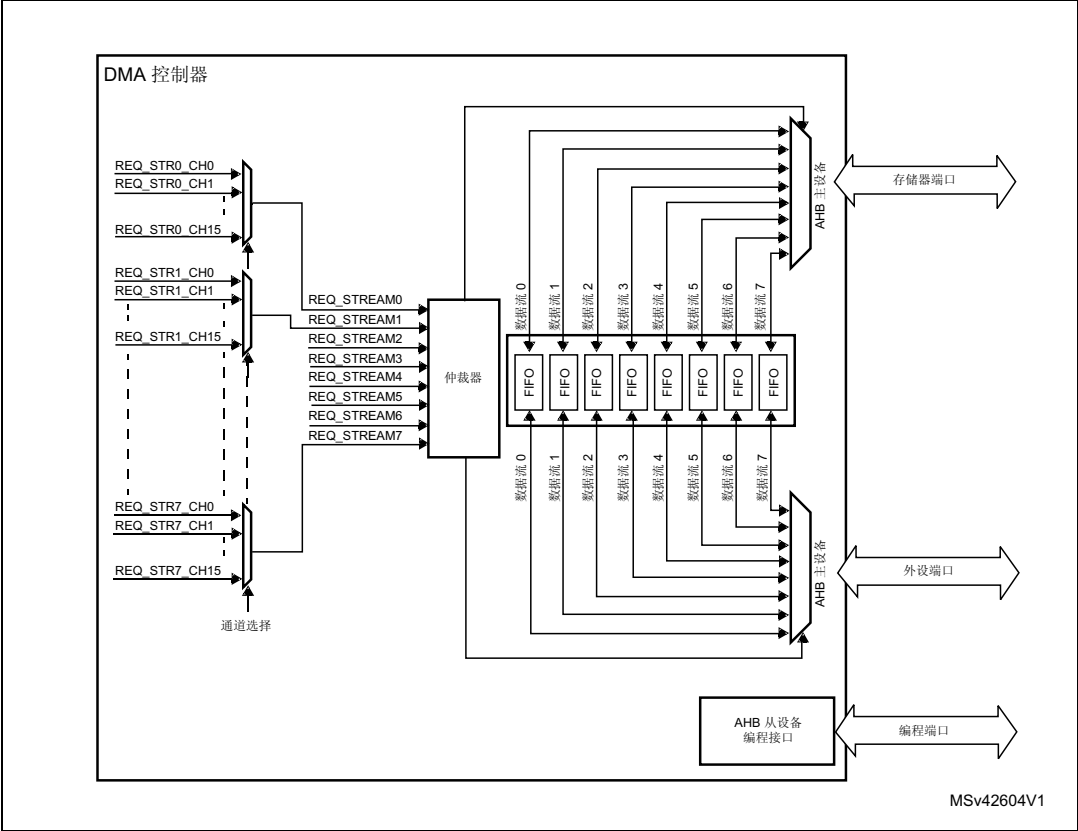 DMA 控制器
REQ_STR0_CH0
REQ_STR0_CH1
REQ_STR0_CH15
REQ_STR1_CH0
REQ_STR1_CH1
REQ_STR1_CH15
REQ_STR7_CH0
REQ_STR7_CH1
REQ_STR7_CH15
通道选择
REQ_STREAM0
REQ_STREAM1
REQ_STREAM2
REQ_STREAM3
REQ_STREAM4
REQ_STREAM5
REQ_STREAM6
REQ_STREAM7
仲裁器
数据流 0
数据流 1
数据流 2
数据流 3
数据流 4
数据流 5
数据流 6
数据流 7
FIFO
FIFO
FIFO
FIFO
FIFO
FIFO
FIFO
FIFO
数据流 0
数据流 1
数据流 2
数据流 3
数据流 4
数据流 5
数据流 6
数据流 7
AHB 主设备
存储器端口
AHB 主设备
外设端口
AHB 从设备
编程接口
编程端口
MSv42604V1